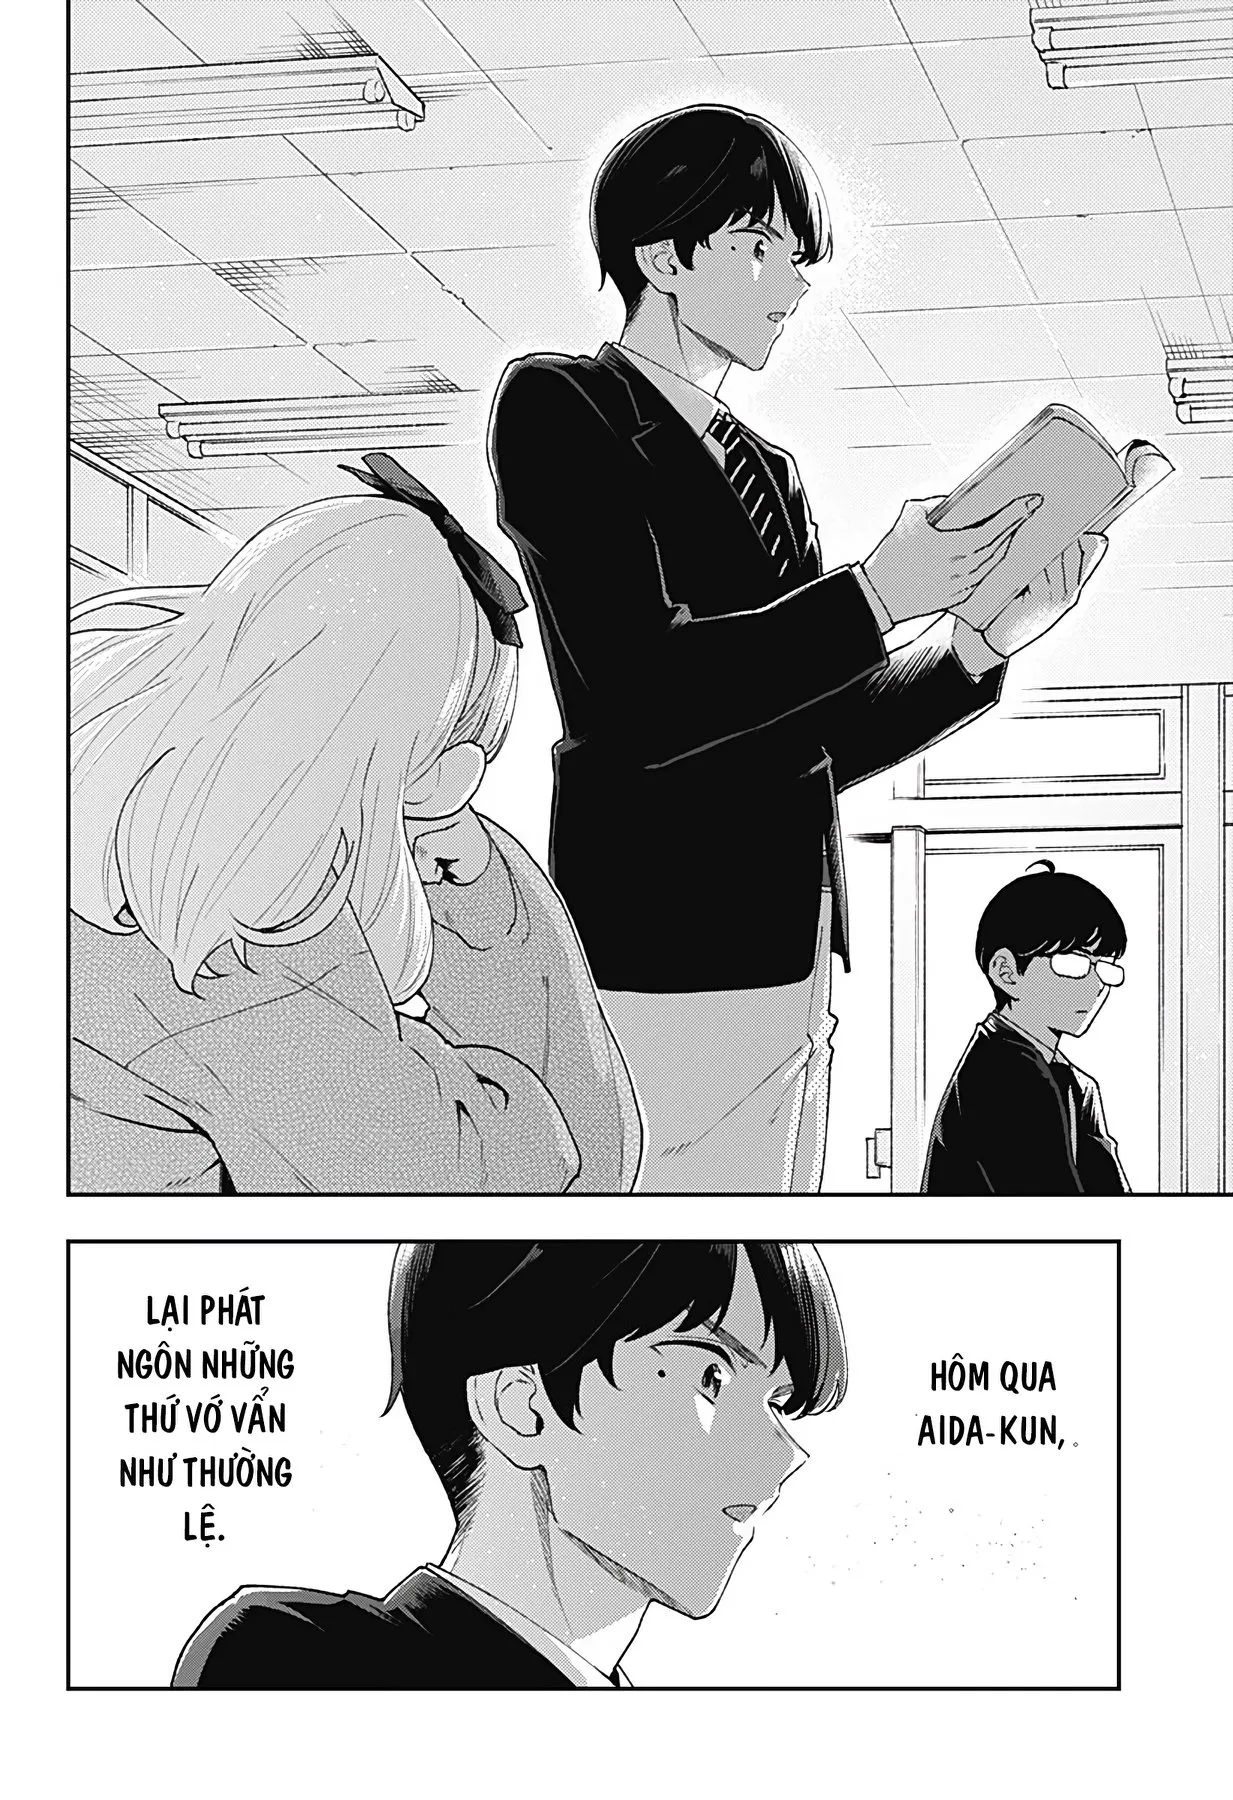 HÔM QUA
AIDA-KUN,
LẠI PHÁT
NGÔN NHỮNG
THỨ VỚ VẨN
NHƯ THƯỜNG
LỆ.